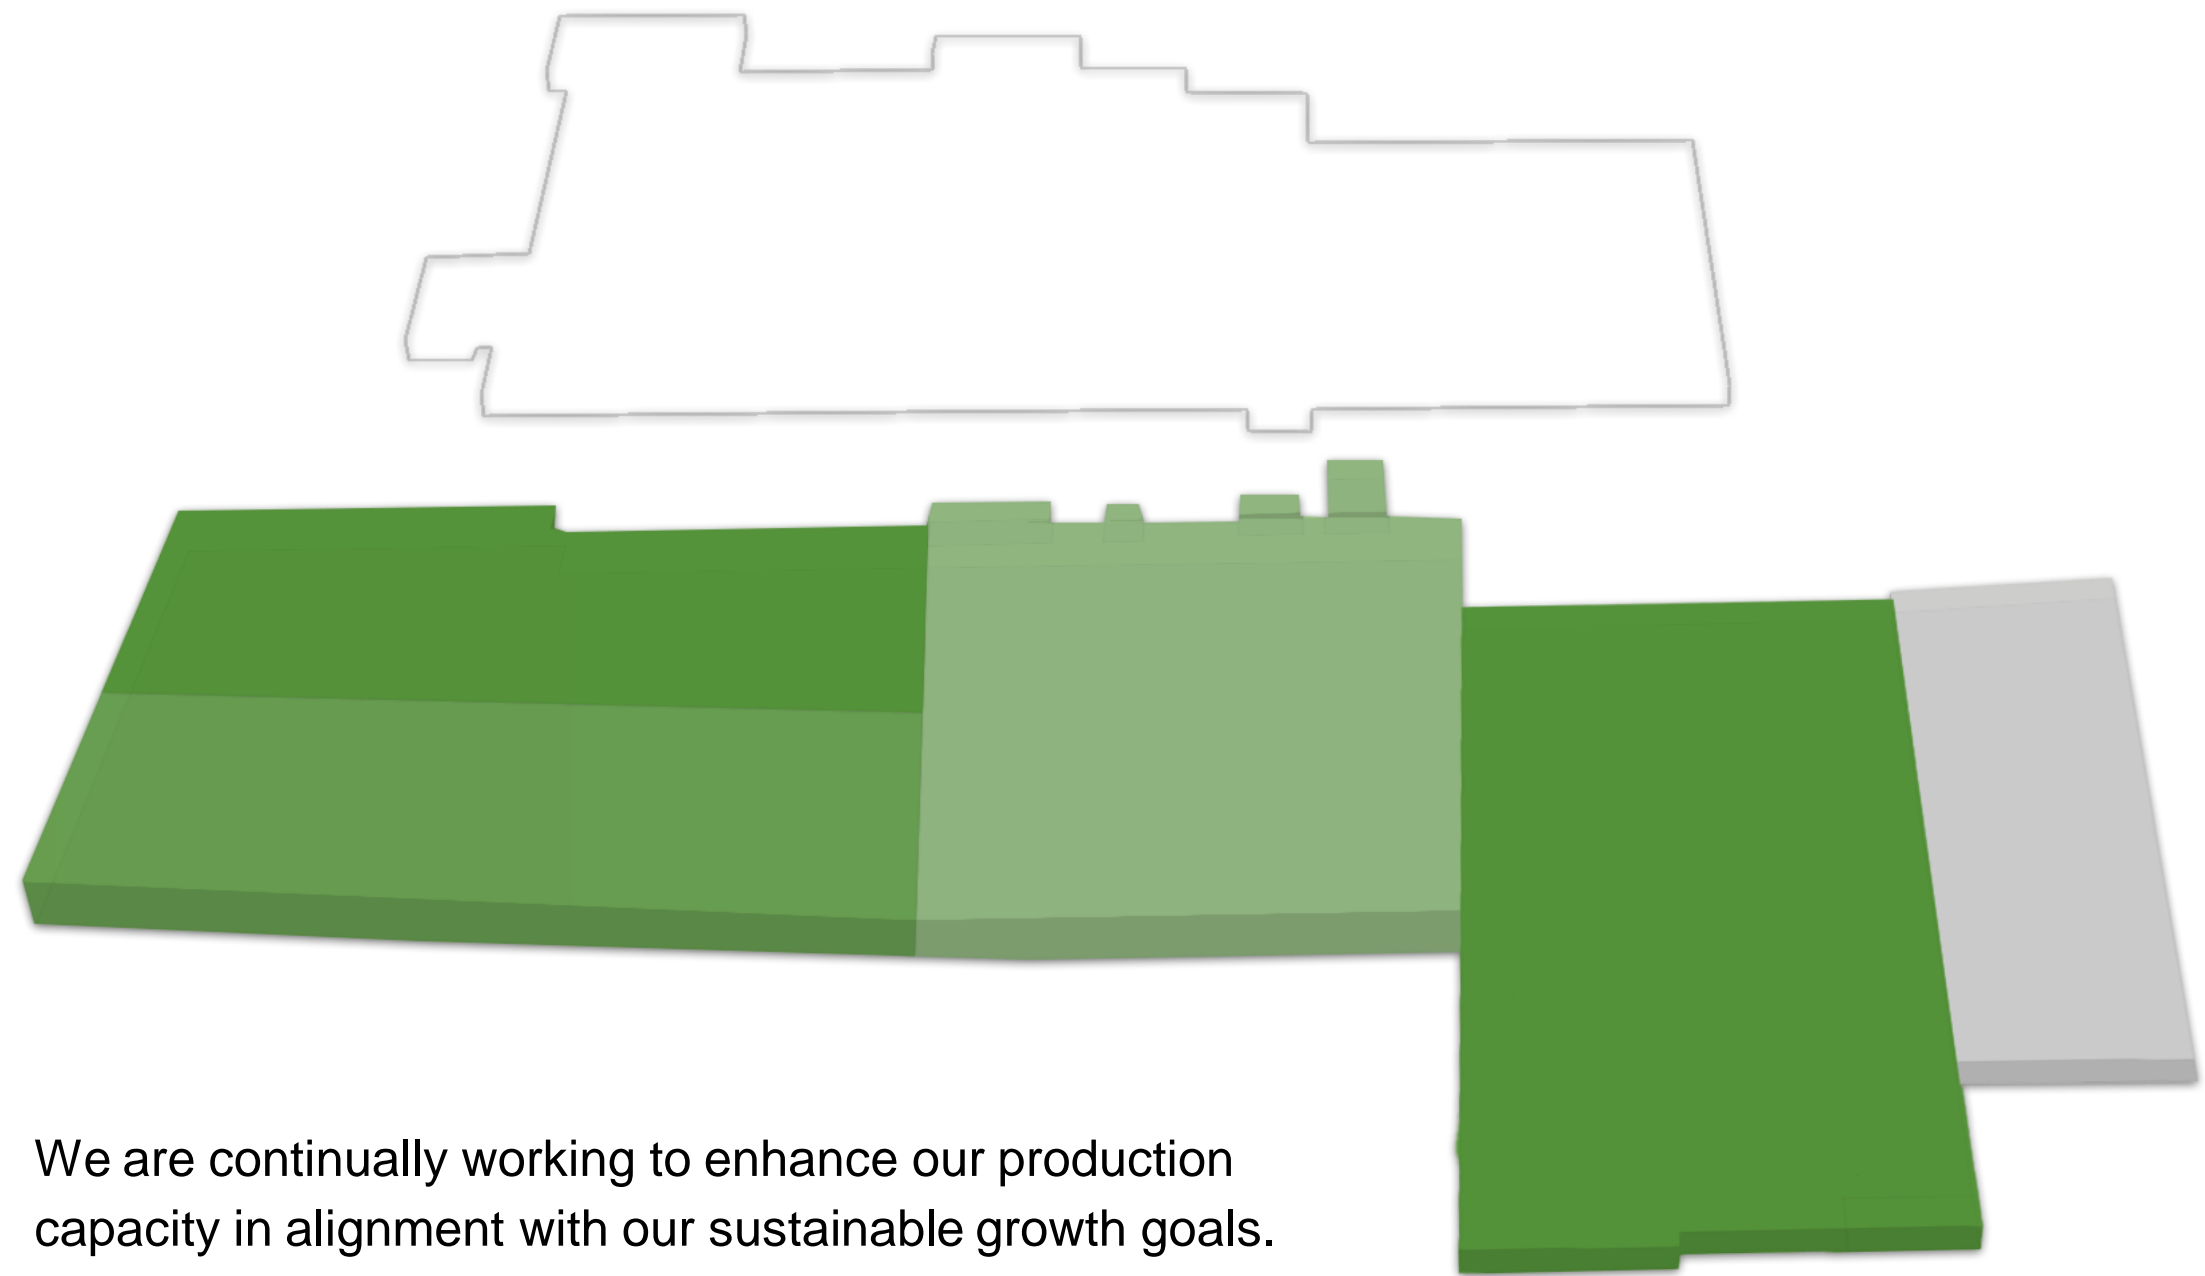 We are continually working to enhance our production
capacity in alignment with our sustainable growth goals.